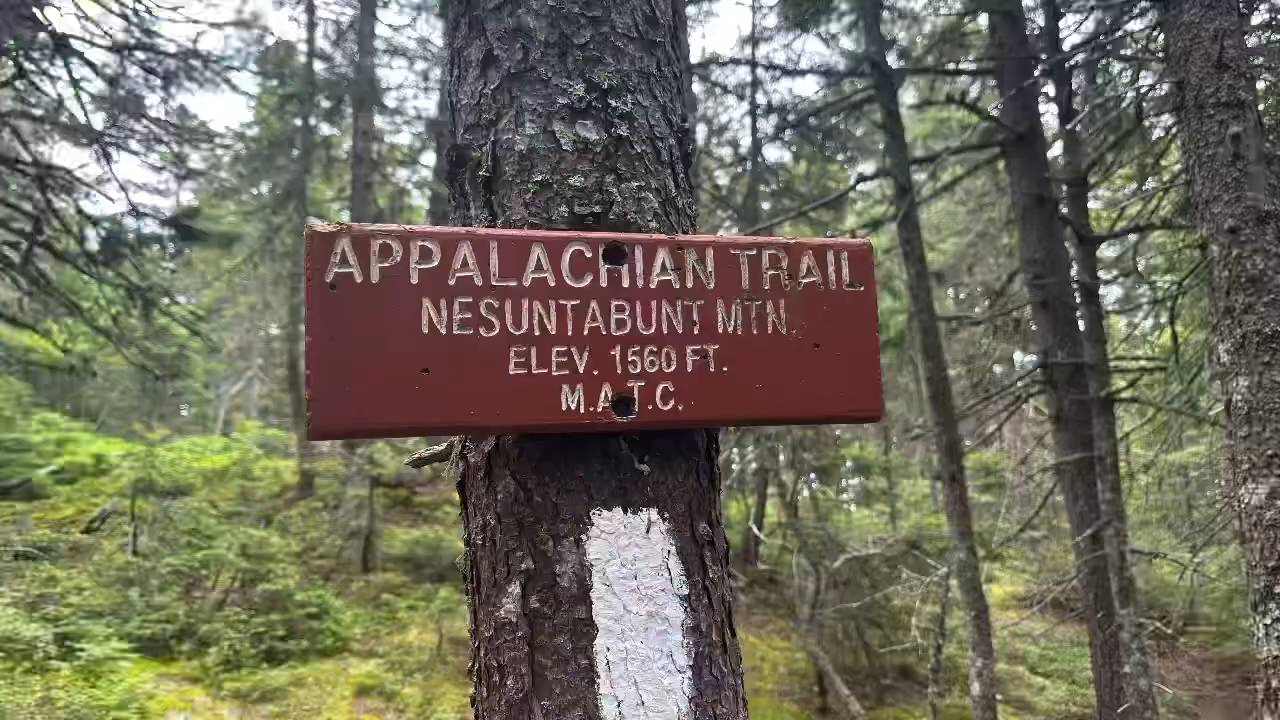 APPALACHIAN TRAIL
NESUNTABUNT MTN.
ELEV. 1560 FT.
M.A.T.C.